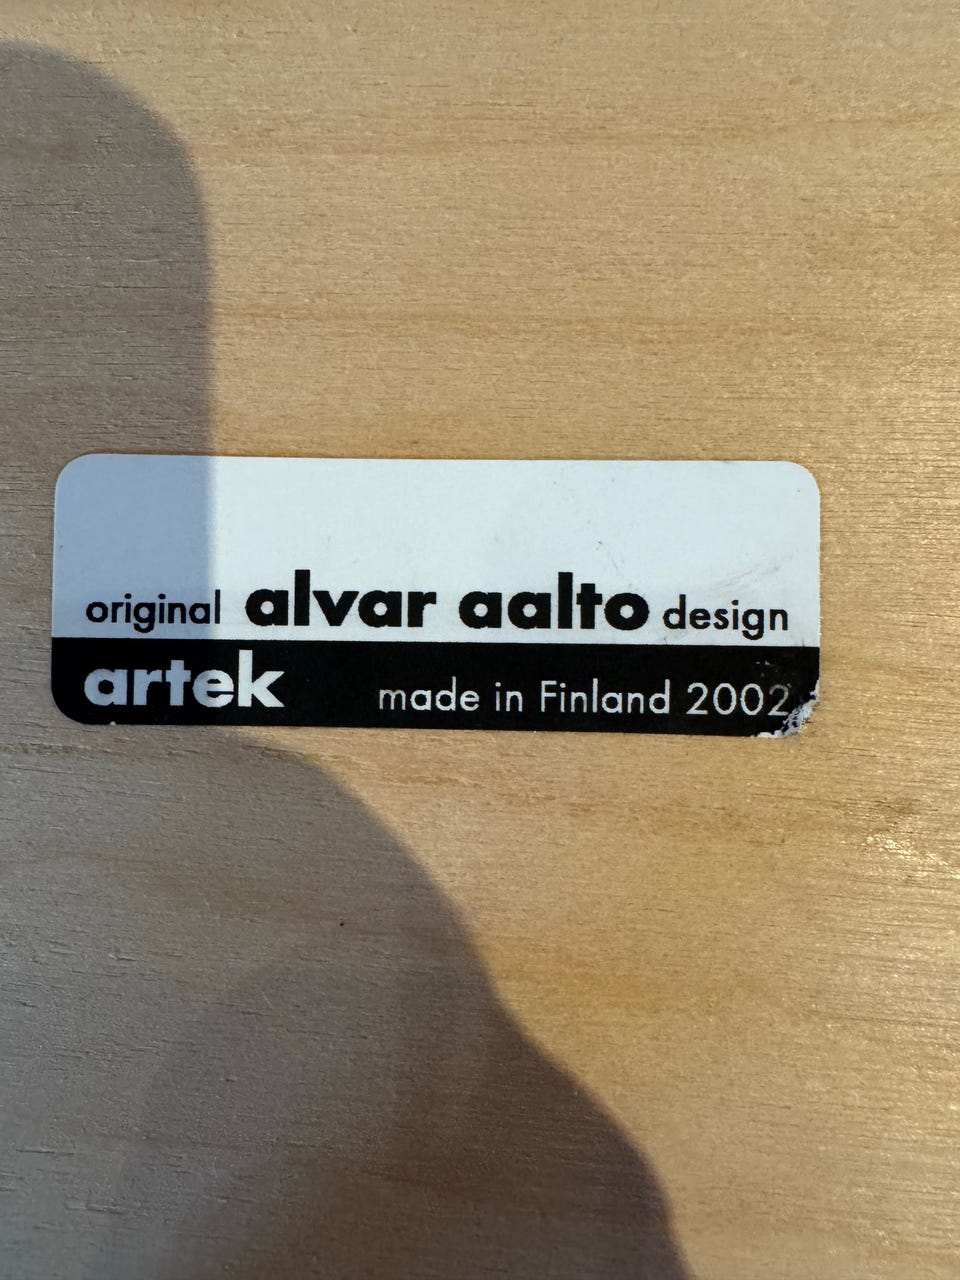 original alvar aalto design
artek made in Finland 2002